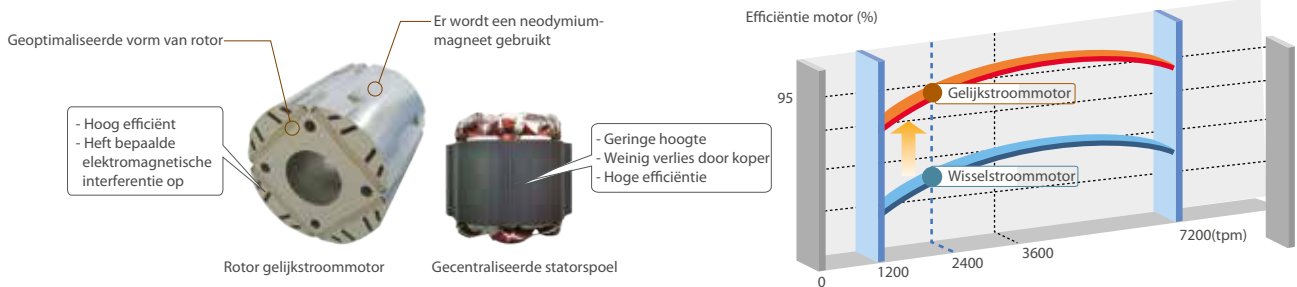 Geoptimaliseerde vorm van rotor
Er wordt een neodymium-
magneet gebruikt
- Hoog efficiënt
- Heft bepaalde
elektromagnetische
interferentie op
Rotor gelijkstroommotor
- Geringe hoogte
- Weinig verlies door koper
- Hoge efficiëntie
Gecentraliseerde statorspoel
Efficiëntie motor (%)
95
Gelijkstroommotor
Wisselstroommotor
0
1200
2400
3600
7200(tpm)